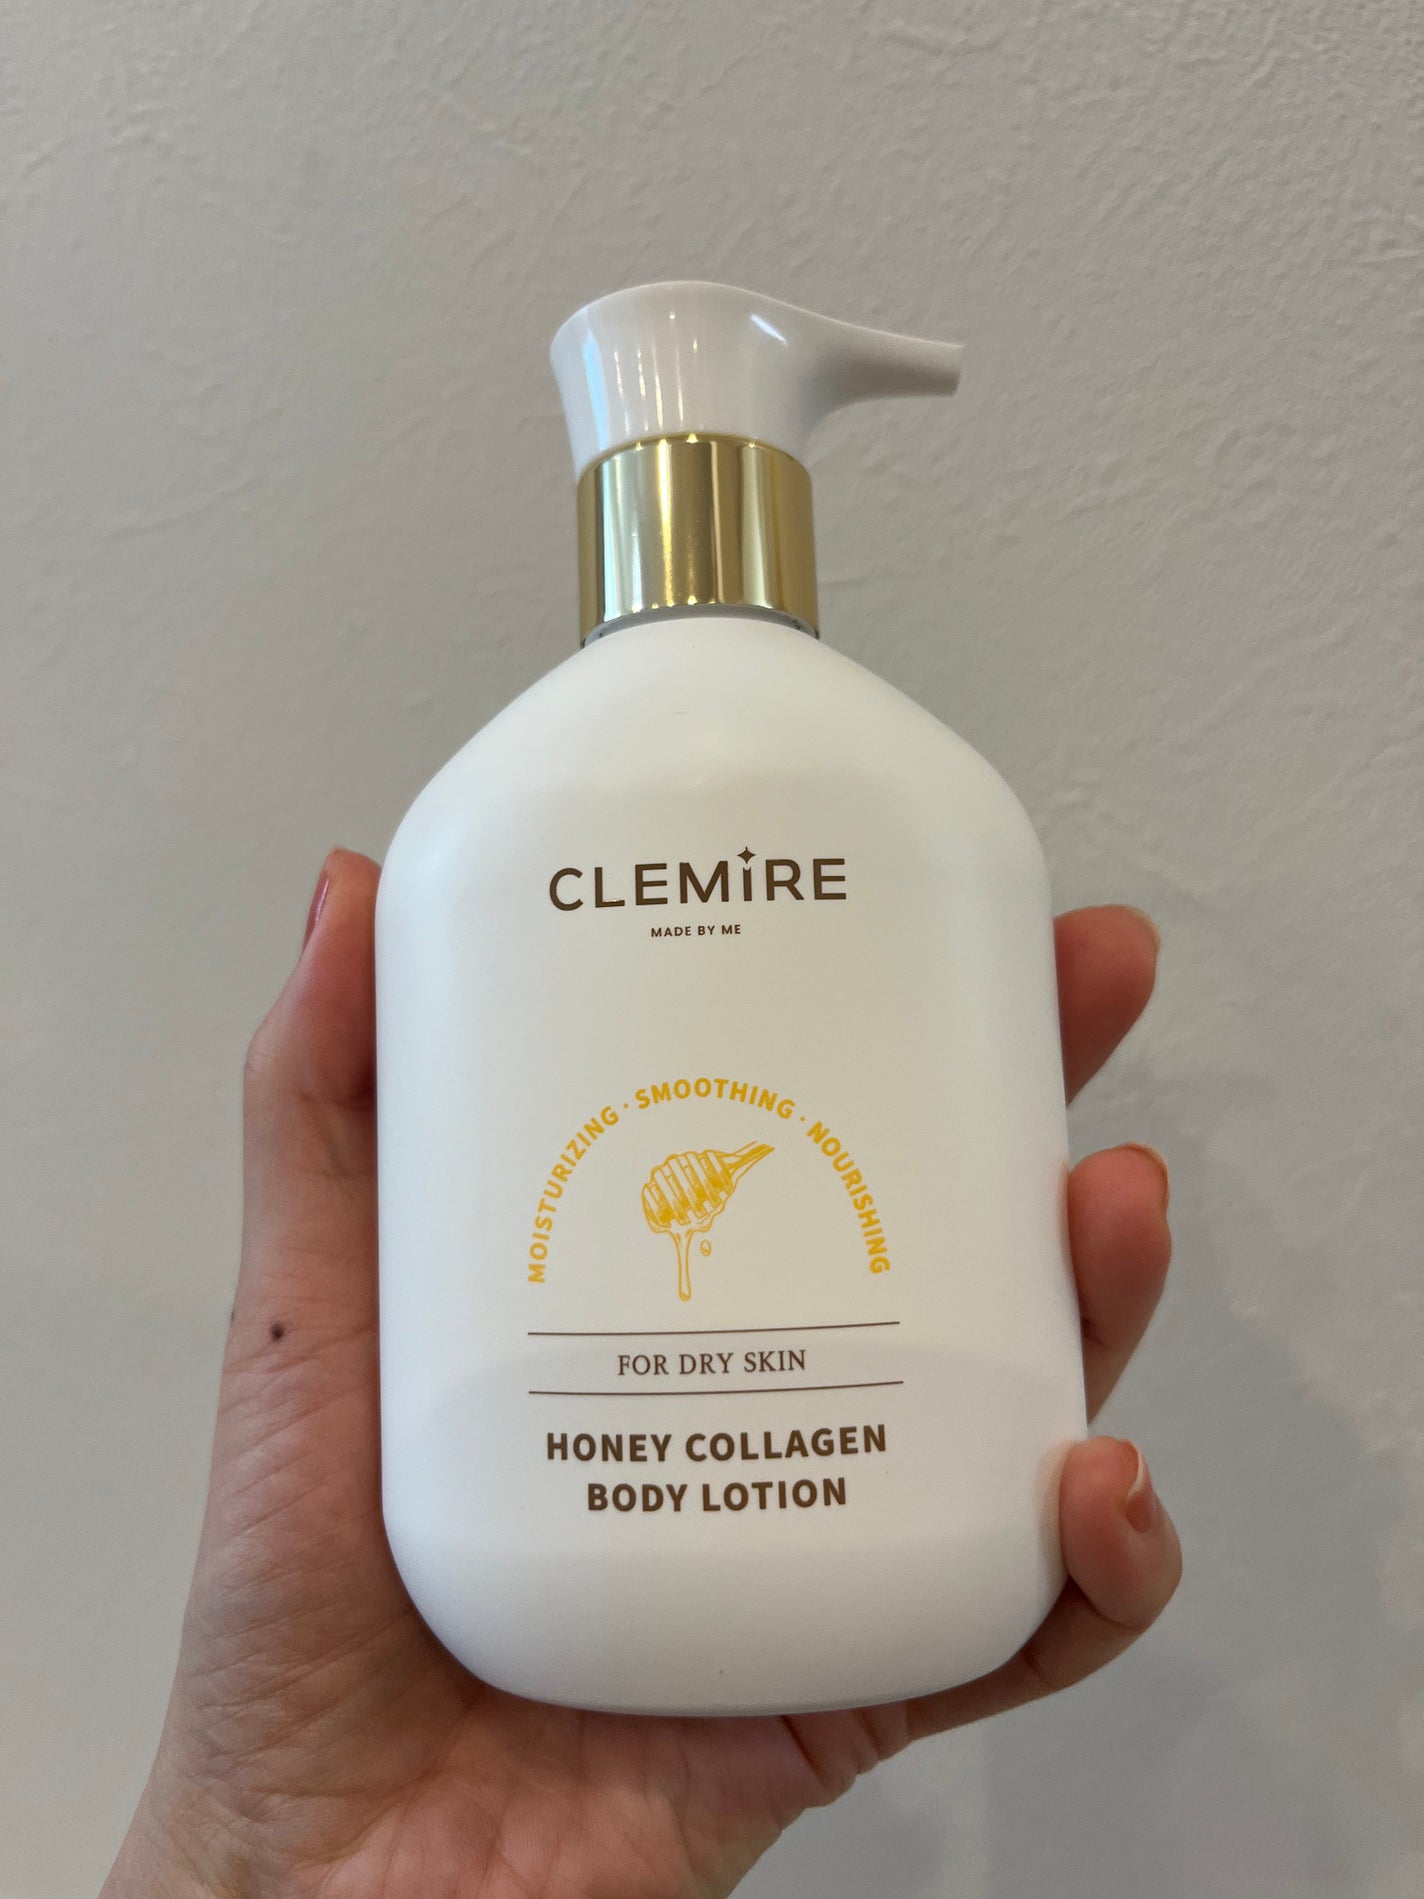 CLEMiRE
MADE BY ME
MOISTURIZING · SMOOTHING · NOURISHING
FOR DRY SKIN
HONEY COLLAGEN
BODY LOTION